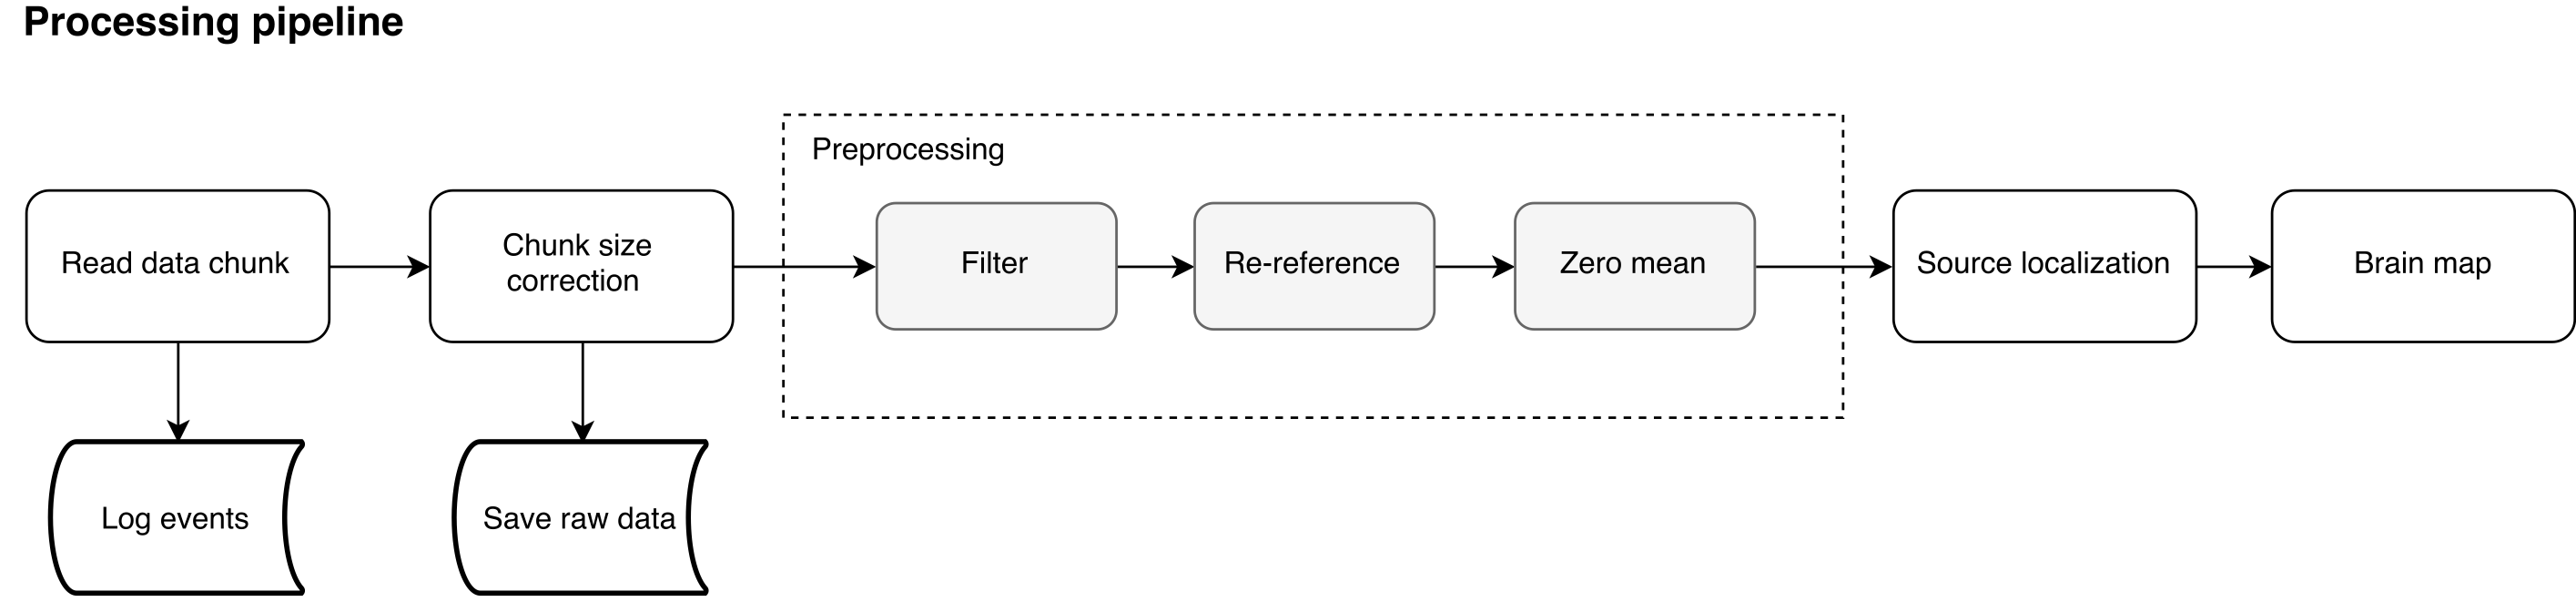 Processing pipeline
Preprocessing
Read data chunk
Chunk size
correction
Filter
Re-reference
Zero mean
Source localization
Brain map
Log events
Save raw data